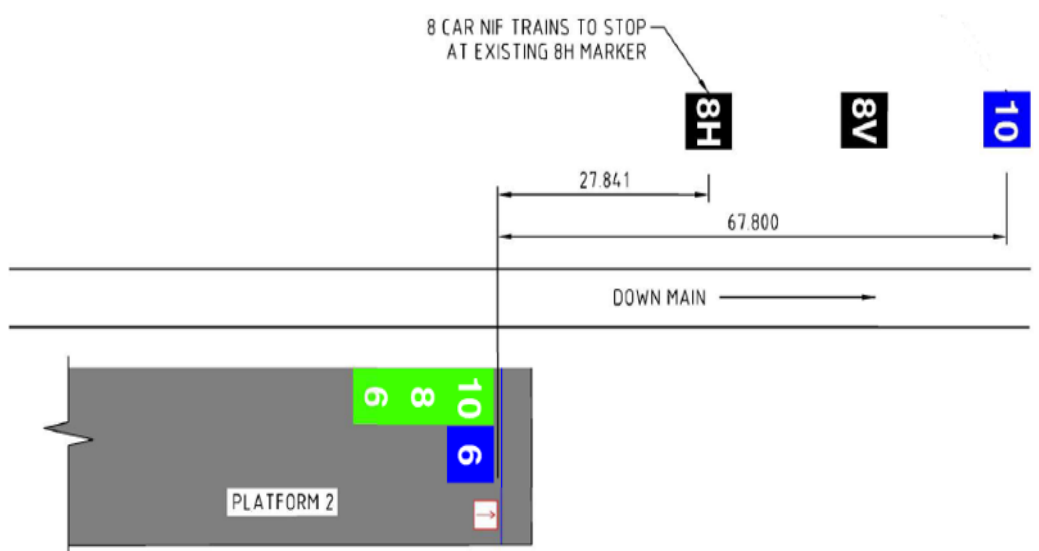 8 CAR NIF TRAINS TO STOP
AT EXISTING 8H MARKER
8H
8V
10
27.841
67.800
DOWN MAIN
6 8 10
6
PLATFORM 2